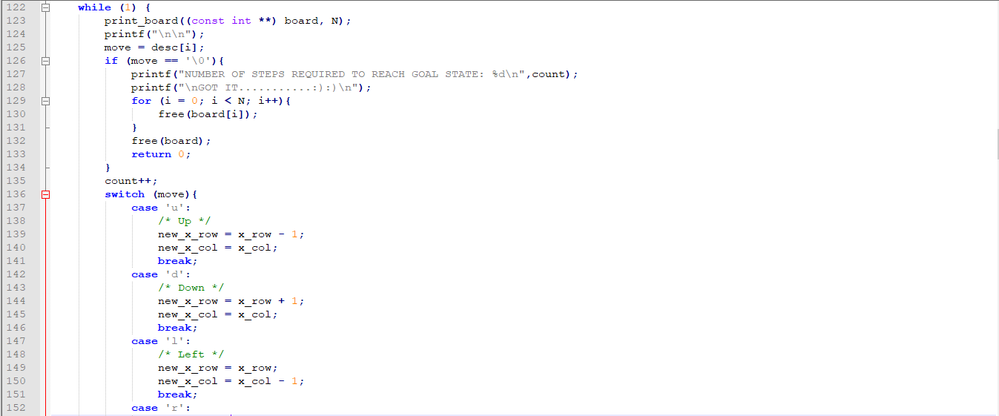 122 while (1) {
123 print_board((const int **) board, N);
124 printf("\n\n");
125 move = desc[i];
126 if (move == '\0'){
127 printf("NUMBER OF STEPS REQUIRED TO REACH GOAL STATE: %d\n",count);
128 printf("\nGOT IT...........:):)\n");
129 for (i = 0; i < N; i++){
130 free(board[i]);
131 }
132 free(board);
133 return 0;
134 }
135 count++;
136 switch (move){
137 case 'u':
138 /* Up */
139 new_x_row = x_row - 1;
140 new_x_col = x_col;
141 break;
142 case 'd':
143 /* Down */
144 new_x_row = x_row + 1;
145 new_x_col = x_col;
146 break;
147 case 'l':
148 /* Left */
149 new_x_row = x_row;
150 new_x_col = x_col - 1;
151 break;
152 case 'r':